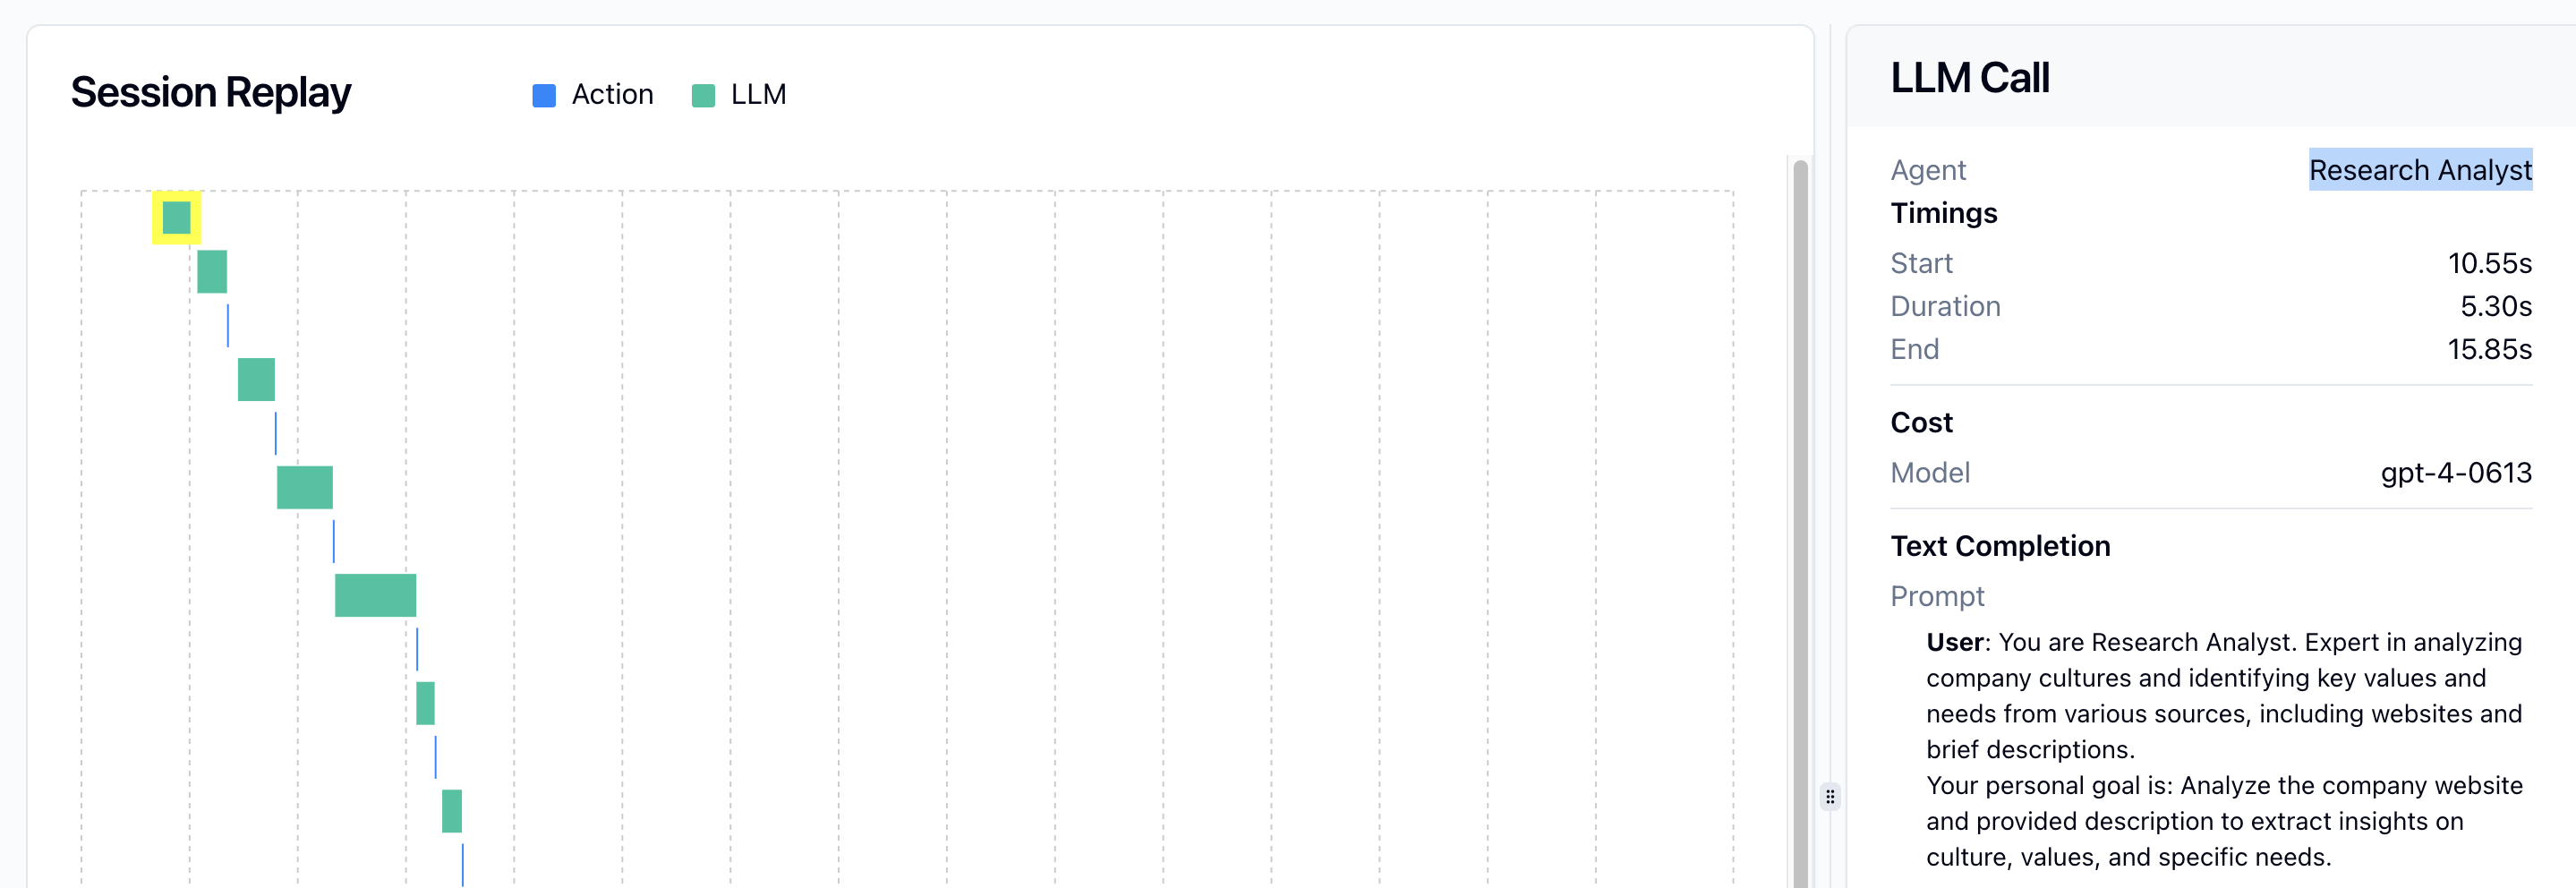 Session Replay
Action
LLM
LLM Call
Agent Research Analyst
Timings
Start 10.55s
Duration 5.30s
End 15.85s
Cost
Model gpt-4-0613
Text Completion
Prompt
User: You are Research Analyst. Expert in analyzing
company cultures and identifying key values and
needs from various sources, including websites and
brief descriptions.
Your personal goal is: Analyze the company website
and provided description to extract insights on
culture, values, and specific needs.